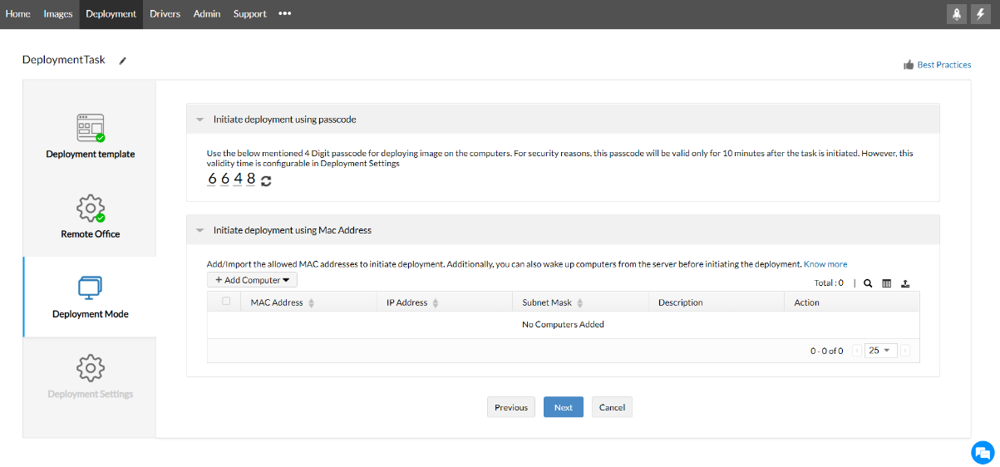 Home Images Deployment Drivers Admin Support •••
DeploymentTask
Best Practices
Deployment template
Remote Office
Deployment Mode
Deployment Settings
Initiate deployment using passcode
Use the below mentioned 4 Digit passcode for deploying image on the computers. For security reasons, this passcode will be valid only for 10 minutes after the task is initiated. However, this
validity time is configurable in Deployment Settings
6 6 4 8
Initiate deployment using Mac Address
Add/Import the allowed MAC addresses to initiate deployment. Additionally, you can also wake up computers from the server before initiating the deployment. Know more
+ Add Computer
Total : 0 |
MAC Address IP Address Subnet Mask Description Action
No Computers Added
0 - 0 of 0 25
Previous Next Cancel